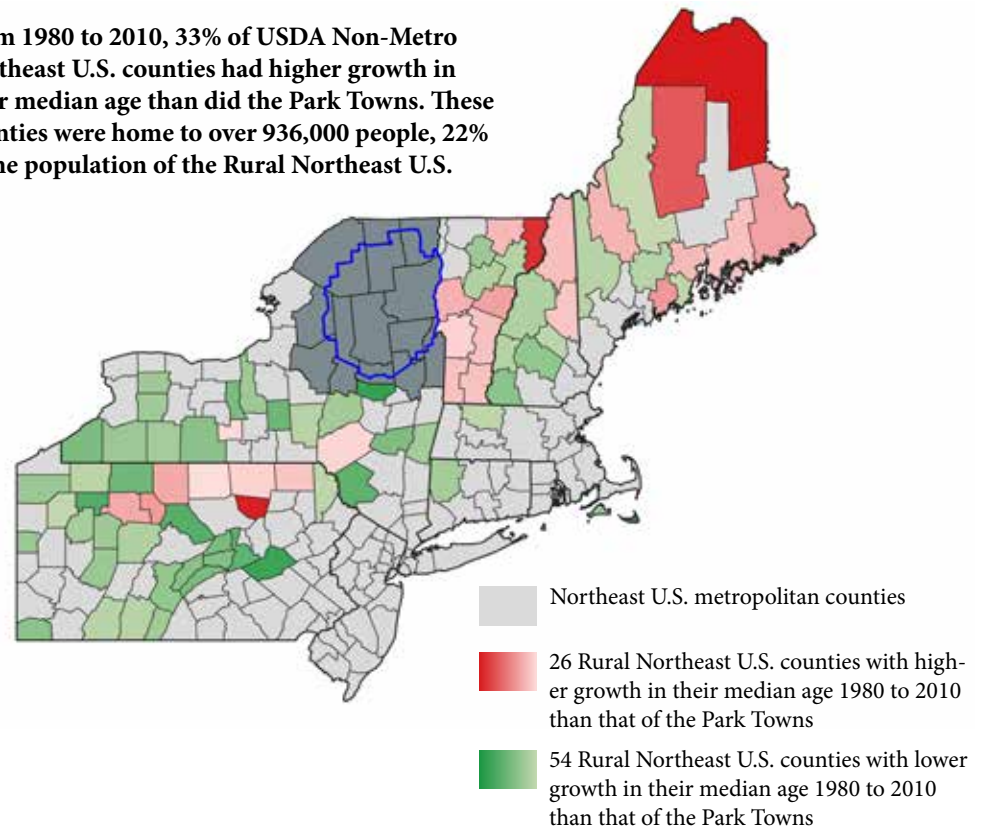 m 1980 to 2010, 33% of USDA Non-Metro
theast U.S. counties had higher growth in
r median age than did the Park Towns. These
nties were home to over 936,000 people, 22%
ne population of the Rural Northeast U.S.
Northeast U.S. metropolitan counties
26 Rural Northeast U.S. counties with high-
er growth in their median age 1980 to 2010
than that of the Park Towns
54 Rural Northeast U.S. counties with lower
growth in their median age 1980 to 2010
than that of the Park Towns